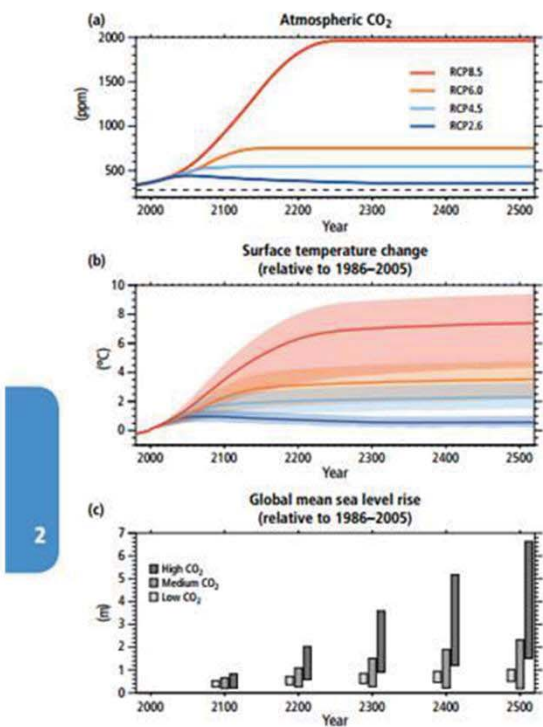 (a) Atmospheric CO₂
2000
1500
1000
500
(ppm)
RCP8.5
RCP6.0
RCP4.5
RCP2.6
2000 2100 2200 2300 2400 2500
Year
(b) Surface temperature change
(relative to 1986–2005)
10
8
6
4
2
0
(°C)
2000 2100 2200 2300 2400 2500
Year
2
(c) Global mean sea level rise
(relative to 1986–2005)
7
6
5
4
3
2
1
0
(m)
High CO₂
Medium CO₂
Low CO₂
2000 2100 2200 2300 2400 2500
Year